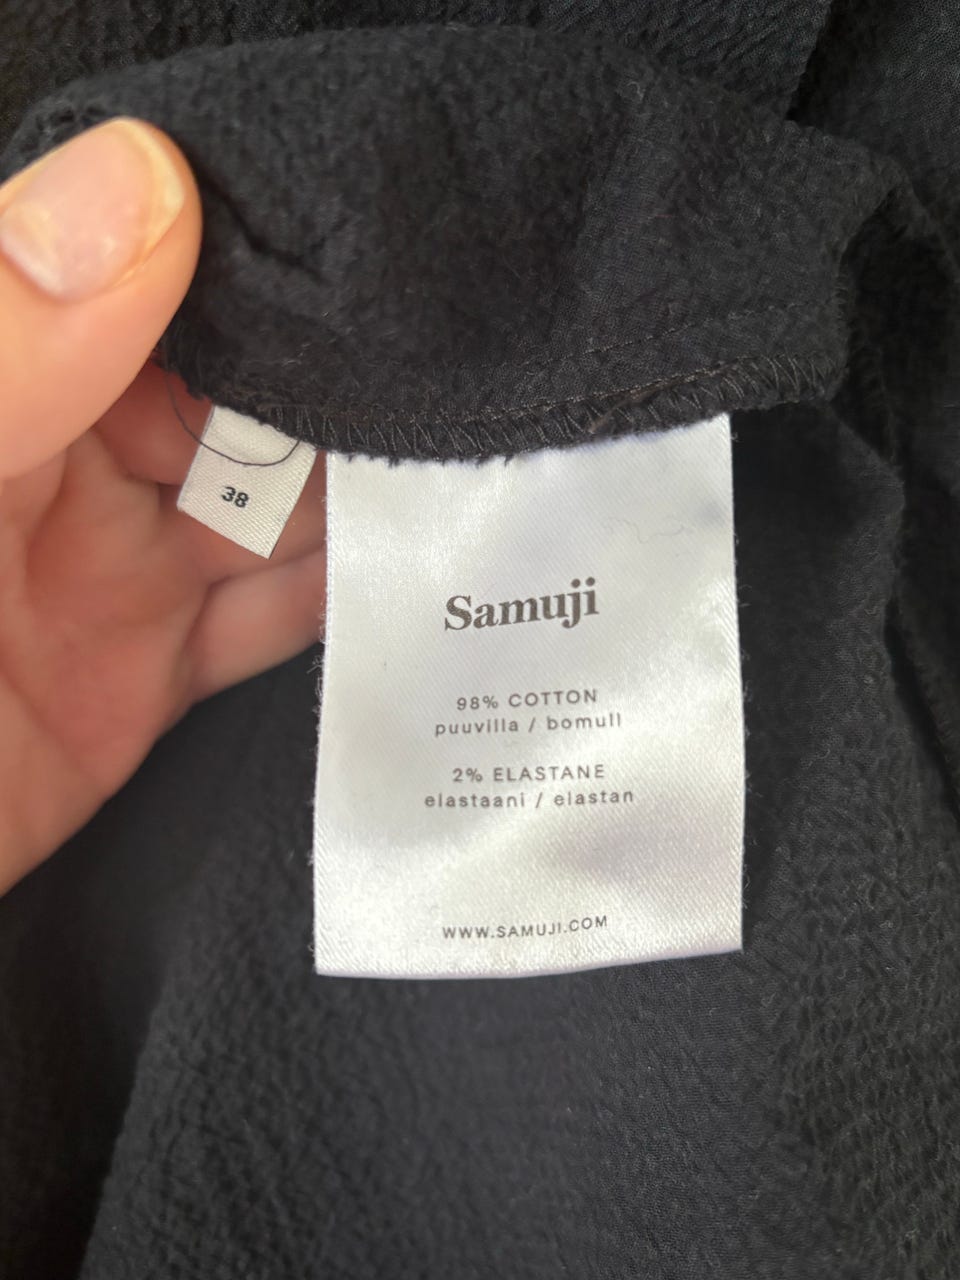 38
Samuji
98% COTTON
puuvilla / bomull
2% ELASTANE
elastaani / elastan
WWW.SAMUJI.COM